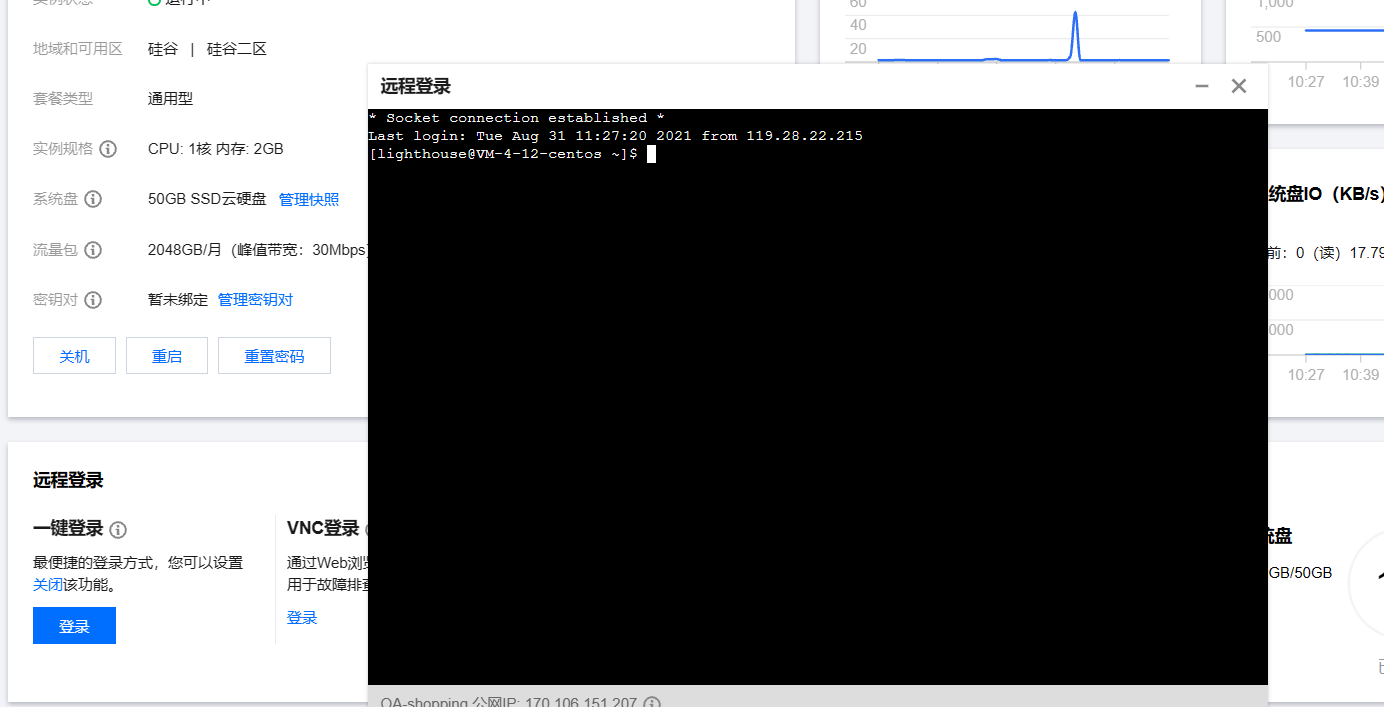 60
40
20
1,000
500
10:27 10:39
地域和可用区 硅谷 | 硅谷二区
套餐类型 通用型
实例规格 CPU: 1核 内存: 2GB
系统盘 50GB SSD云硬盘 管理快照
流量包 2048GB/月（峰值带宽：30Mbps）
密钥对 暂未绑定 管理密钥对
关机 重启 重置密码
远程登录
* Socket connection established *
Last login: Tue Aug 31 11:27:20 2021 from 119.28.22.215
[lighthouse@VM-4-12-centos ~]$
QA-shopping 公网IP: 170.106.151.207
统盘IO（KB/s）
前：0（读）17.79
000
000
10:27 10:39
远程登录
一键登录
最便捷的登录方式，您可以设置
关闭该功能。
登录
VNC登录
通过Web浏览
用于故障排查
登录
统盘
GB/50GB